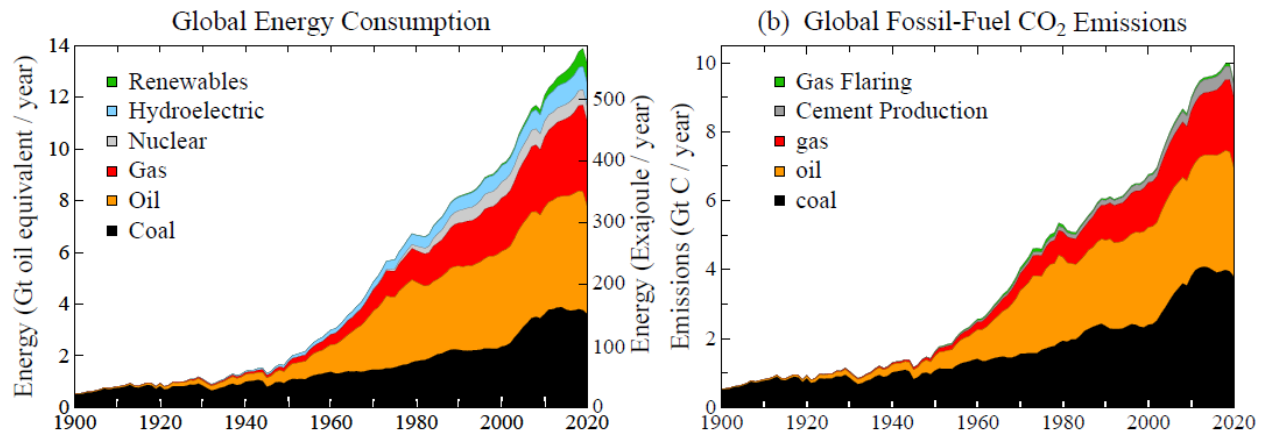 Global Energy Consumption
Energy (Gt oil equivalent / year)
14
12
10
8
6
4
2
0
Renewables
Hydroelectric
Nuclear
Gas
Oil
Coal
500
400
300
200
100
0
Energy (Exajoule / year)
1900 1920 1940 1960 1980 2000 2020
(b) Global Fossil-Fuel CO₂ Emissions
Emissions (Gt C / year)
10
8
6
4
2
0
Gas Flaring
Cement Production
gas
oil
coal
1900 1920 1940 1960 1980 2000 2020